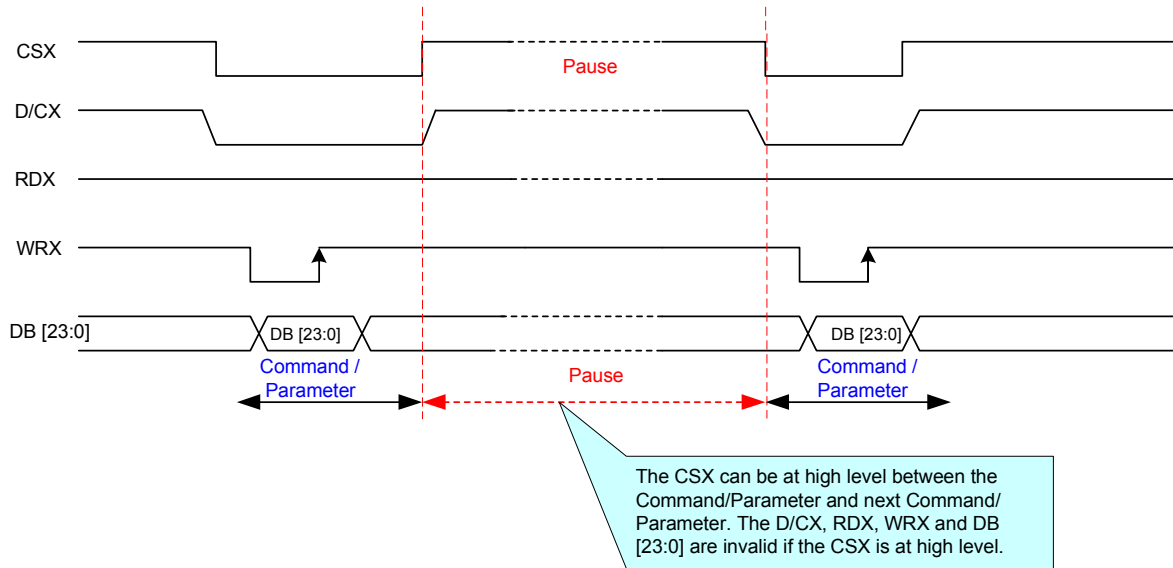 CSX
Pause
D/CX
RDX
WRX
DB [23:0]
DB [23:0]
DB [23:0]
Command /
Parameter
Pause
Command /
Parameter
The CSX can be at high level between the
Command/Parameter and next Command/
Parameter. The D/CX, RDX, WRX and DB
[23:0] are invalid if the CSX is at high level.